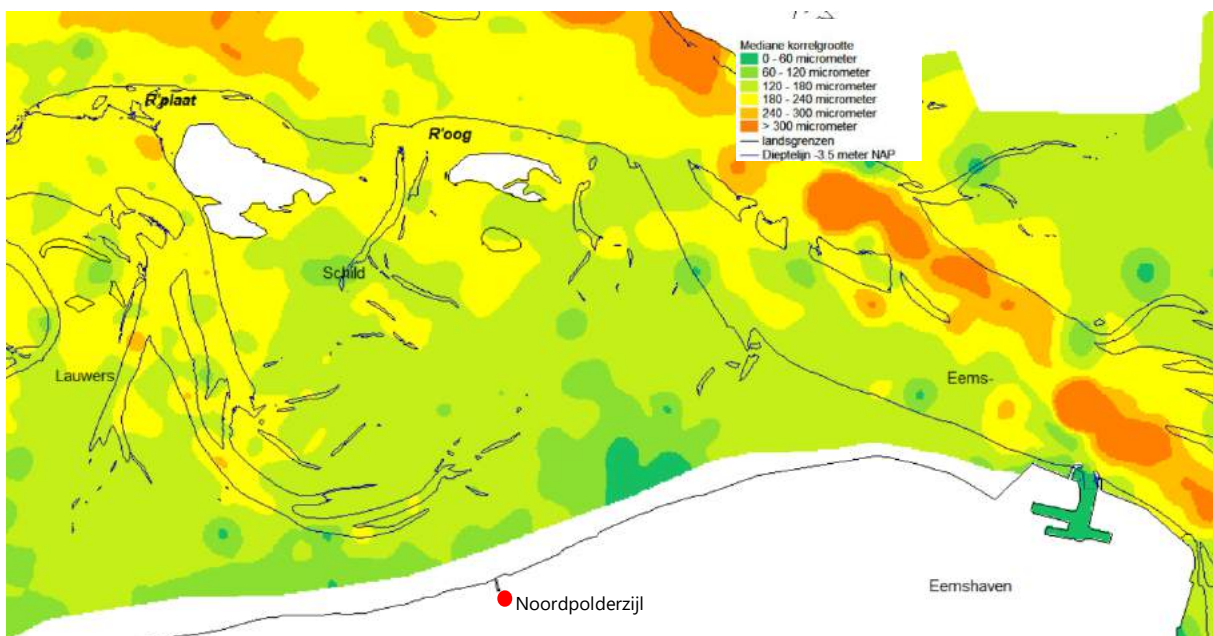 Mediane korrelgrootte
0 - 60 micrometer
60 - 120 micrometer
120 - 180 micrometer
180 - 240 micrometer
240 - 300 micrometer
> 300 micrometer
landsgrenzen
Dieptelijn -3.5 meter NAP
R'plaat
R'oog
Schild
Lauwers
Eems-
Eemshaven
Noordpolderzijl